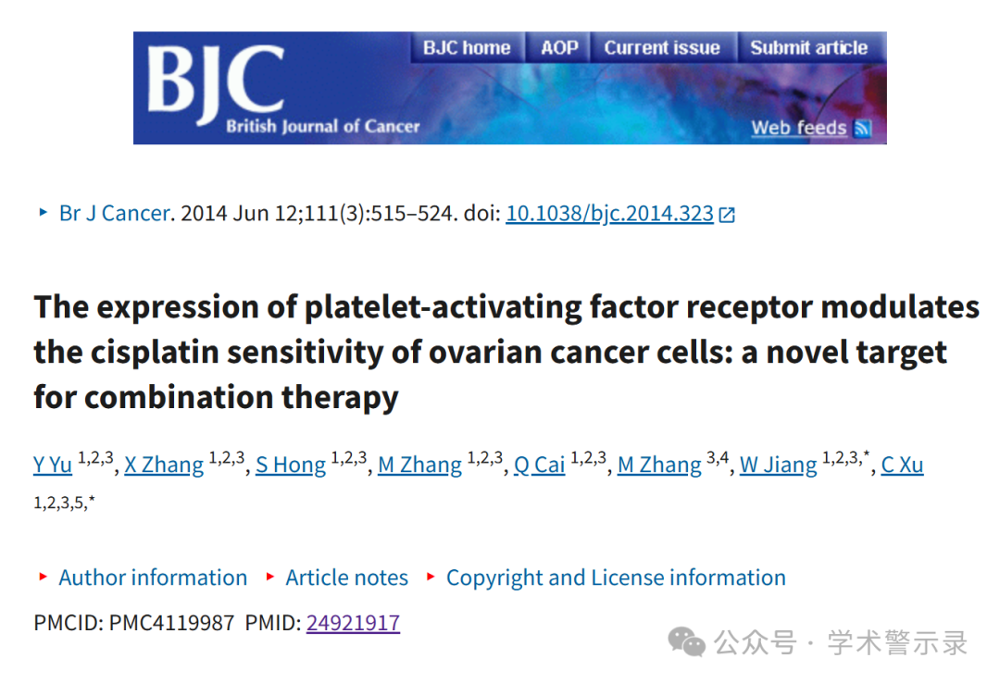 BJC
British Journal of Cancer
BJC home AOP Current issue Submit article
Web feeds
Br J Cancer. 2014 Jun 12;111(3):515–524. doi: 10.1038/bjc.2014.323
The expression of platelet-activating factor receptor modulates
the cisplatin sensitivity of ovarian cancer cells: a novel target
for combination therapy
Y Yu 1,2,3, X Zhang 1,2,3, S Hong 1,2,3, M Zhang 1,2,3, Q Cai 1,2,3, M Zhang 3,4, W Jiang 1,2,3,*, C Xu
1,2,3,5,*
Author information Article notes Copyright and License information
PMCID: PMC4119987 PMID: 24921917
公众号 · 学术警示录